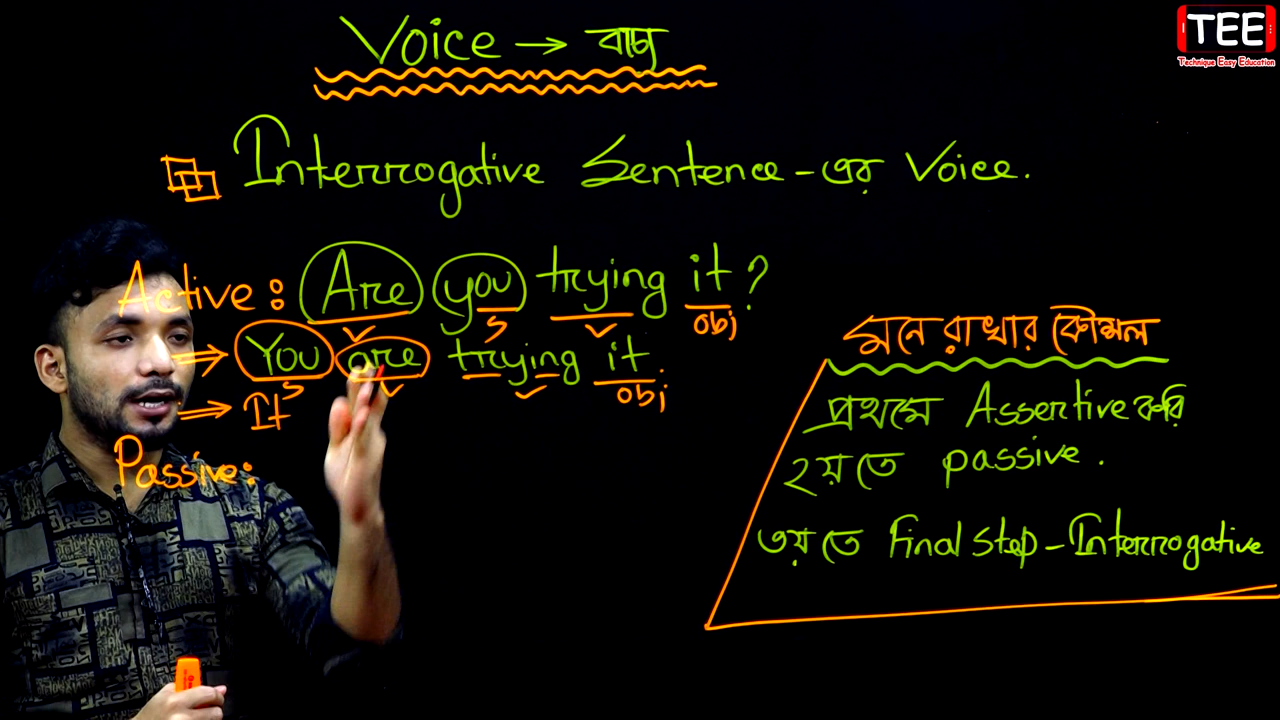 Voice → বাচ্য
TEE
Technique Easy Education
Interrogative Sentence-এর Voice.
Active: Are you trying it?
V S V obj
You are trying it
S V V obj
It
Passive:
মনে রাখার কৌশল
প্রথমে Assertive করি
২য় তে passive.
৩য় তে Final Step - Interrogative